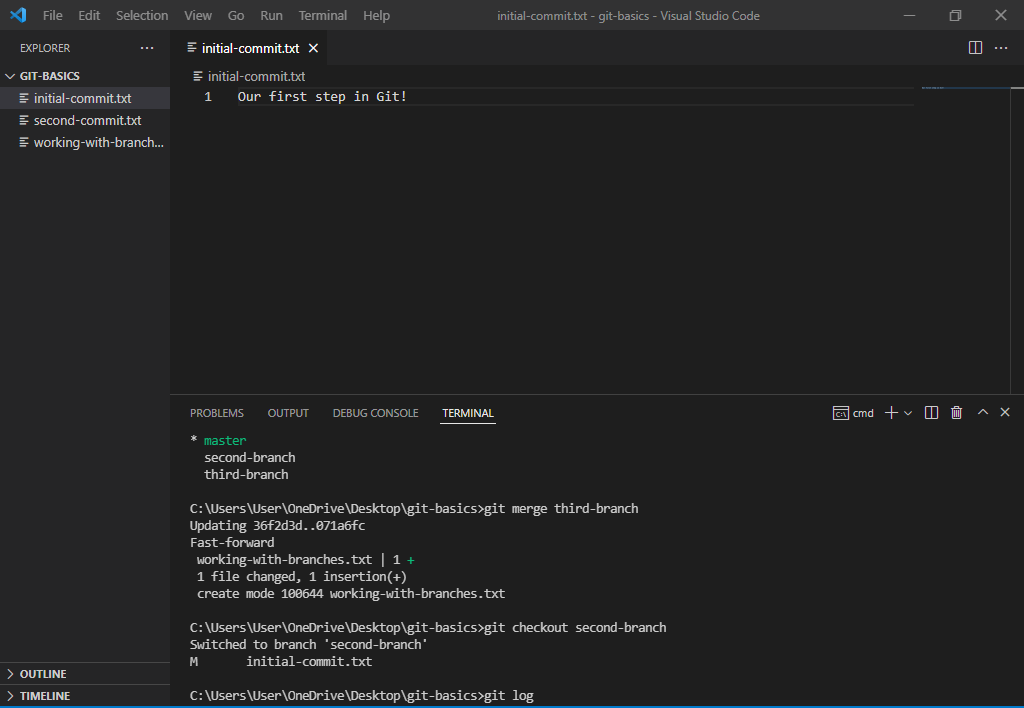 File Edit Selection View Go Run Terminal Help
initial-commit.txt - git-basics - Visual Studio Code
EXPLORER
GIT-BASICS
initial-commit.txt
second-commit.txt
working-with-branch...
OUTLINE
TIMELINE
initial-commit.txt
initial-commit.txt
1 Our first step in Git!
PROBLEMS OUTPUT DEBUG CONSOLE TERMINAL
cmd
* master
second-branch
third-branch
C:\Users\User\OneDrive\Desktop\git-basics>git merge third-branch
Updating 36f2d3d..071a6fc
Fast-forward
working-with-branches.txt | 1 +
1 file changed, 1 insertion(+)
create mode 100644 working-with-branches.txt
C:\Users\User\OneDrive\Desktop\git-basics>git checkout second-branch
Switched to branch 'second-branch'
M initial-commit.txt
C:\Users\User\OneDrive\Desktop\git-basics>git log